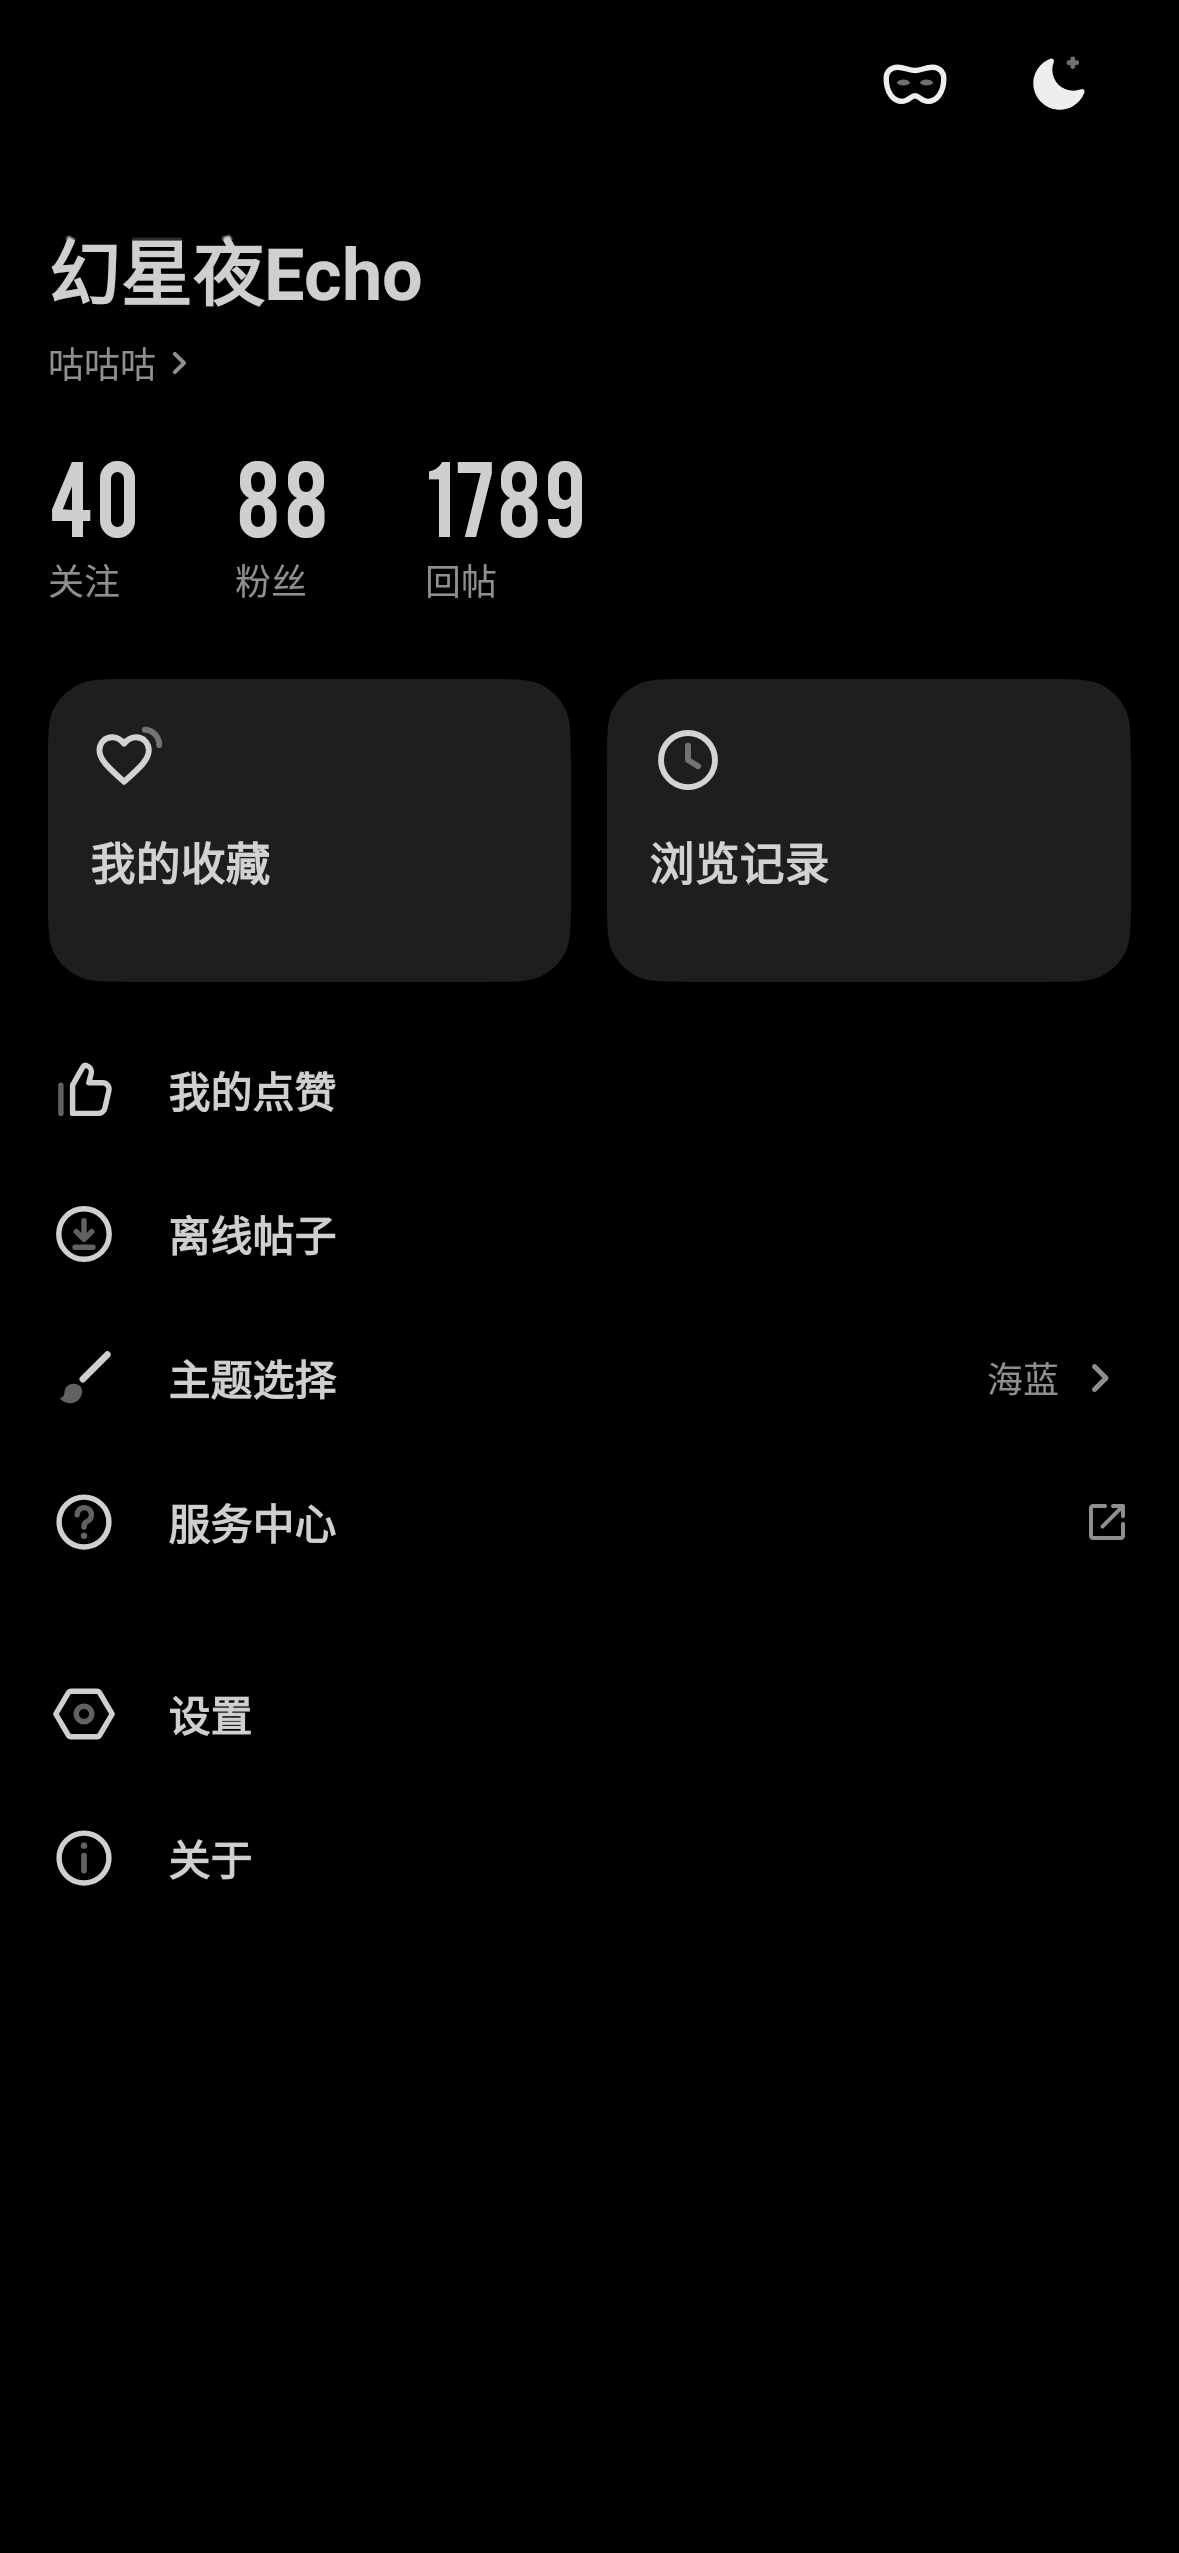 幻星夜Echo
咕咕咕
40 88 1789
关注 粉丝 回帖
我的收藏 浏览记录
我的点赞
离线帖子
主题选择 海蓝
服务中心
设置
关于